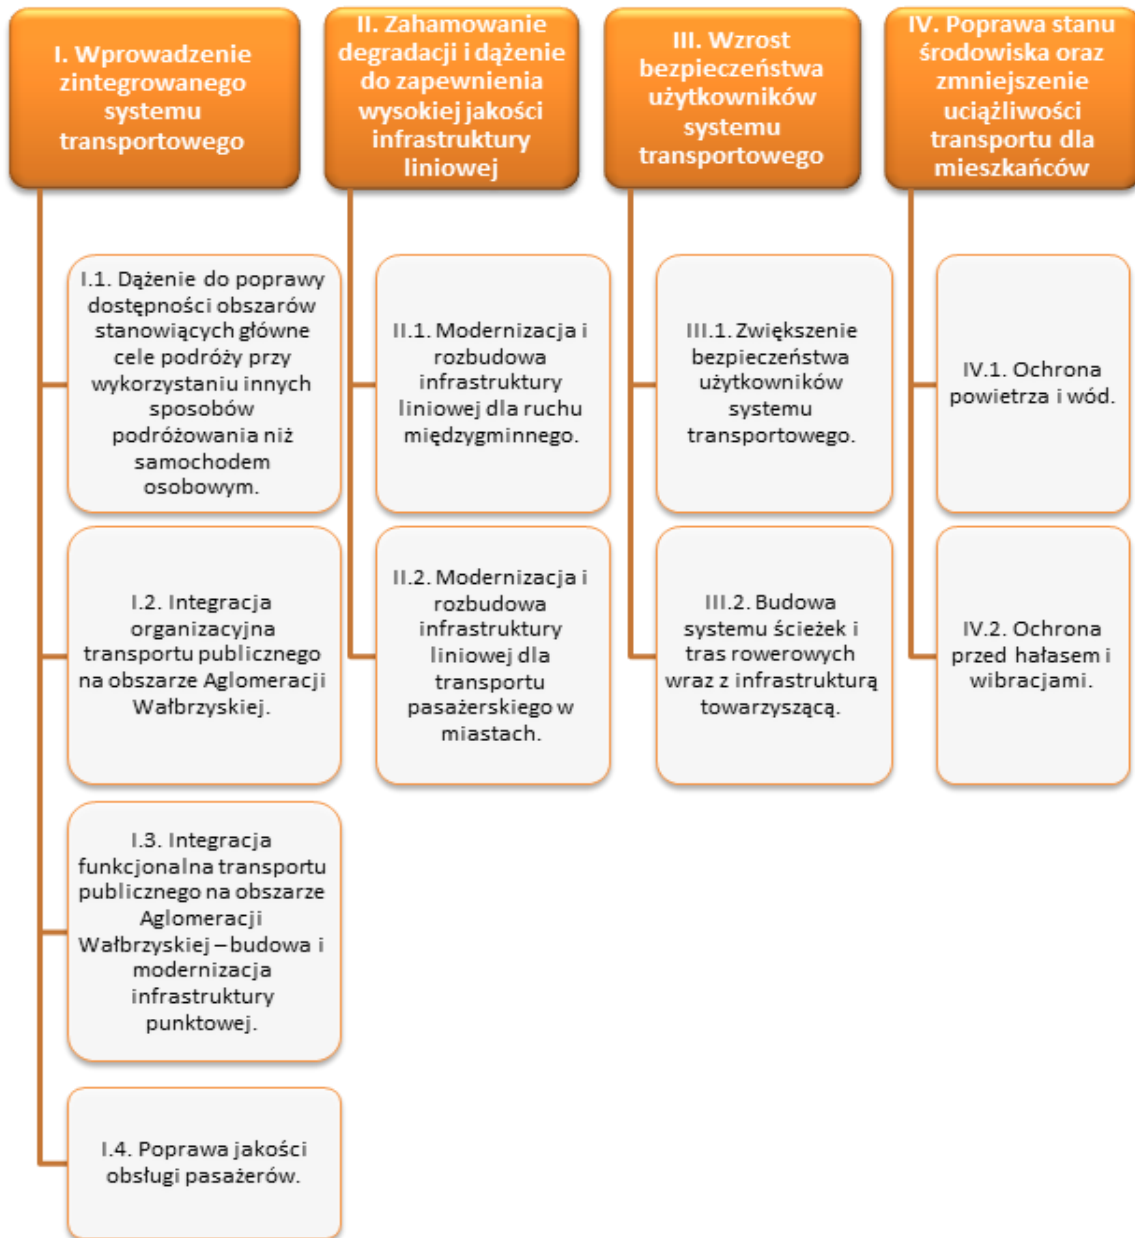 I. Wprowadzenie
zintegrowanego
systemu
transportowego
I.1. Dążenie do poprawy
dostępności obszarów
stanowiących główne
cele podróży przy
wykorzystaniu innych
sposobów
podróżowania niż
samochodem
osobowym.
I.2. Integracja
organizacyjna
transportu publicznego
na obszarze Aglomeracji
Wałbrzyskiej.
I.3. Integracja
funkcjonalna transportu
publicznego na obszarze
Aglomeracji
Wałbrzyskiej – budowa i
modernizacja
infrastruktury
punktowej.
I.4. Poprawa jakości
obsługi pasażerów.
II. Zahamowanie
degradacji i dążenie
do zapewnienia
wysokiej jakości
infrastruktury
liniowej
II.1. Modernizacja i
rozbudowa
infrastruktury
liniowej dla ruchu
międzygminnego.
II.2. Modernizacja i
rozbudowa
infrastruktury
liniowej dla
transportu
pasażerskiego w
miastach.
III. Wzrost
bezpieczeństwa
użytkowników
systemu
transportowego
III.1. Zwiększenie
bezpieczeństwa
użytkowników
systemu
transportowego.
III.2. Budowa
systemu ścieżek i
tras rowerowych
wraz z infrastrukturą
towarzyszącą.
IV. Poprawa stanu
środowiska oraz
zmniejszenie
uciążliwości
transportu dla
mieszkańców
IV.1. Ochrona
powietrza i wód.
IV.2. Ochrona
przed hałasem i
wibracjami.